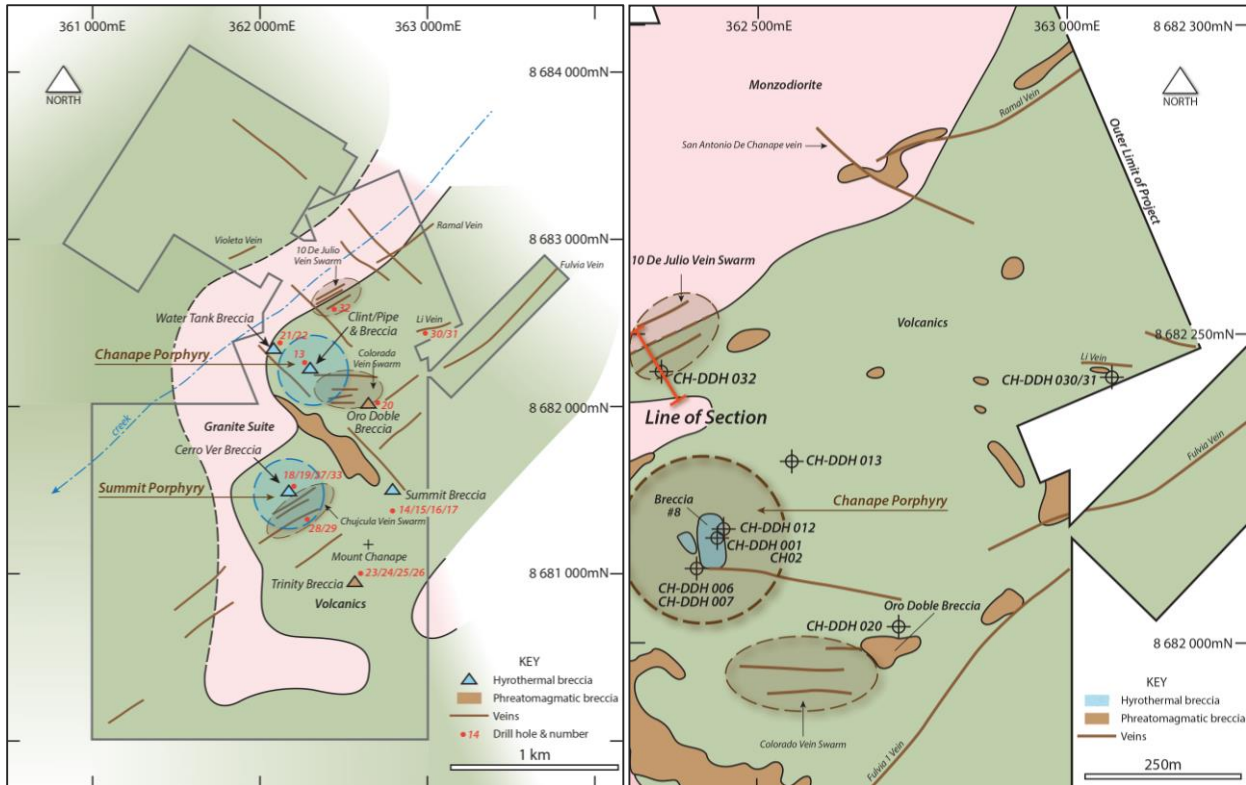 361 000mE
362 000mE
363 000mE
8 684 000mN
NORTH
Ramal Vein
8 683 000mN
Violeta Vein
10 De Julio
Vein Swarm
Fulvia Vein
32
Water Tank Breccia
Clint/Pipe
& Breccia
Li Vein
21/22
30/31
Chanape Porphyry
13
Colorada
Vein Swarm
20
8 682 000mN
creek
Oro Doble
Breccia
Granite Suite
Cerro Ver Breccia
18/19/27/33
Summit Porphyry
Summit Breccia
14/15/16/17
Chujcula Vein Swarm
28/29
Mount Chanape
23/24/25/26
8 681 000mN
Trinity Breccia
Volcanics
KEY
Hyrothermal breccia
Phreatomagmatic breccia
Veins
14 Drill hole & number
1 km
362 500mE
363 000mE
8 682 300mN
Monzodiorite
NORTH
Ramal Vein
San Antonio De Chanape vein
Outer Limit of Project
10 De Julio Vein Swarm
Volcanics
8 682 250mN
Li Vein
CH-DDH 032
CH-DDH 030/31
Line of Section
Fulvia Vein
CH-DDH 013
Chanape Porphyry
Breccia
#8
CH-DDH 012
CH-DDH 001
CH02
CH-DDH 006
CH-DDH 007
Oro Doble Breccia
CH-DDH 020
8 682 000mN
KEY
Hyrothermal breccia
Phreatomagmatic breccia
Veins
Colorado Vein Swarm
Fulvia 1 Vein
250m